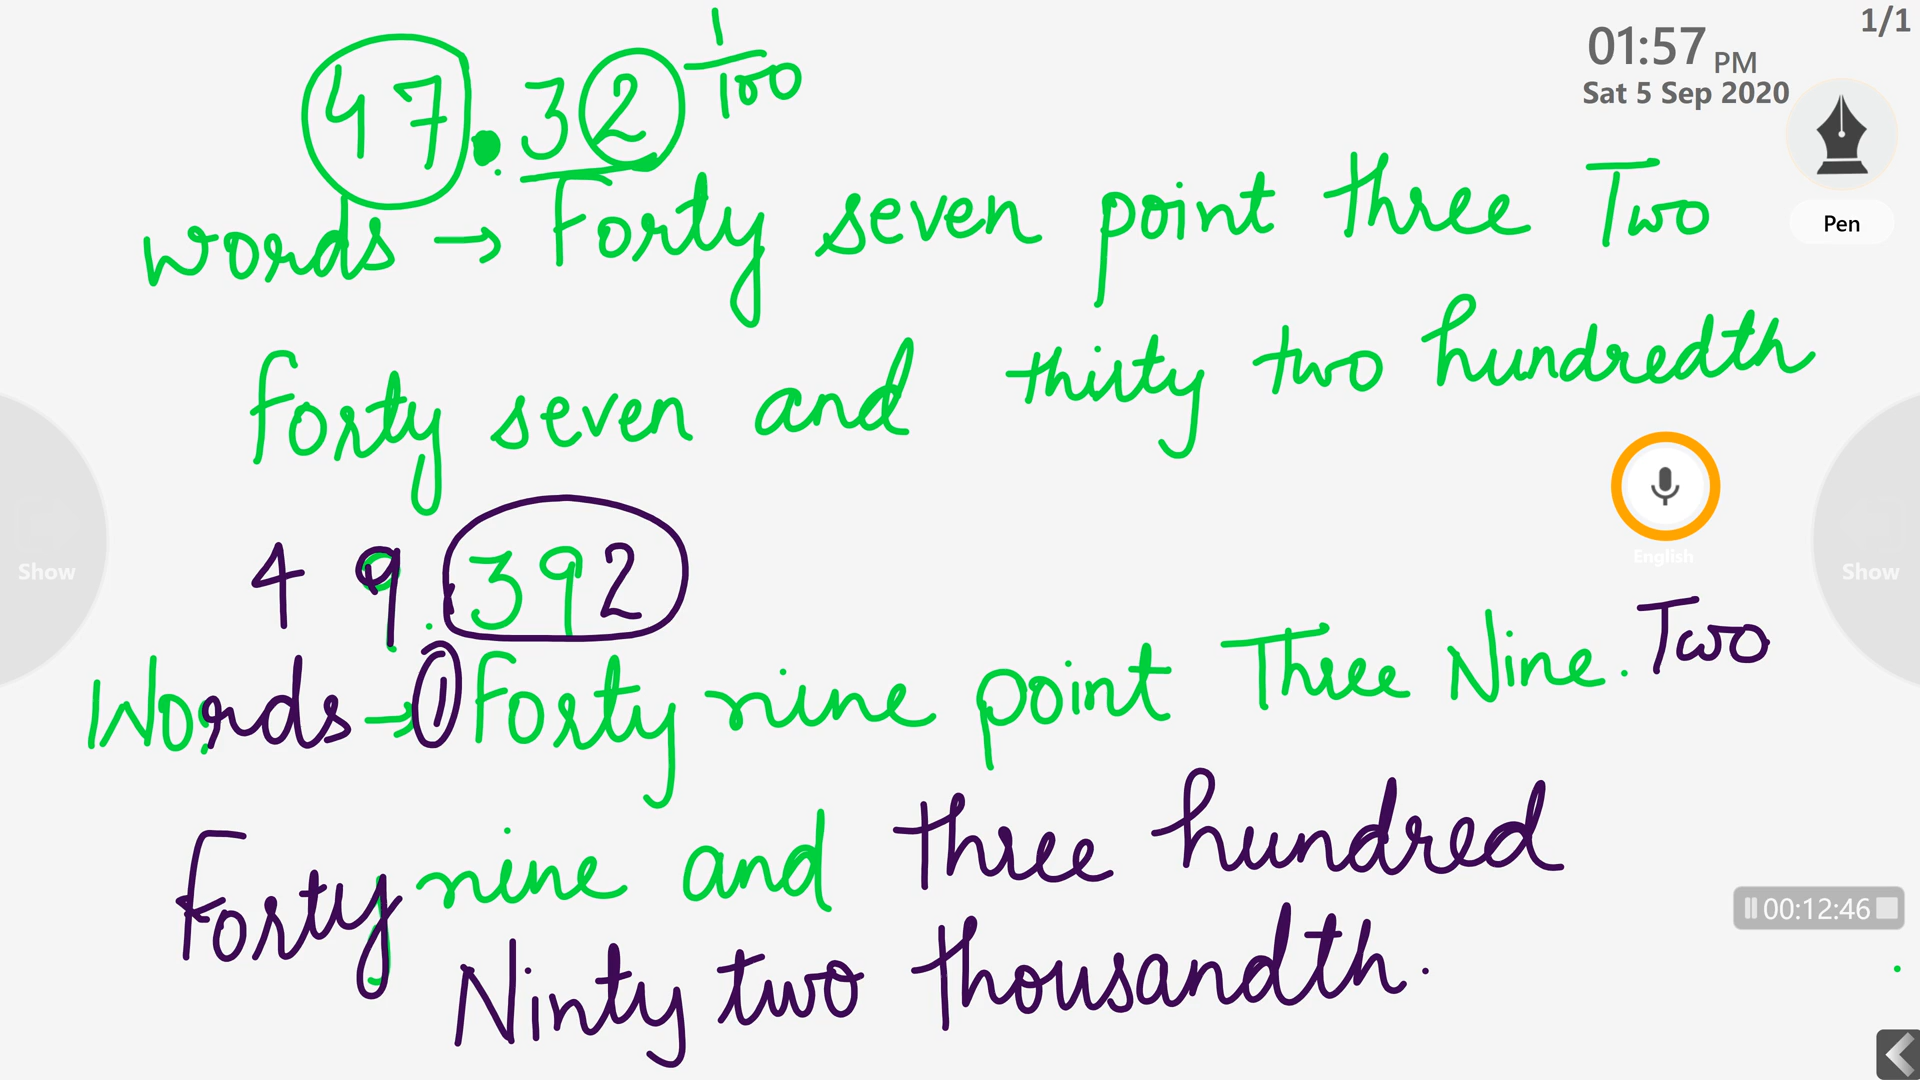 1/1
01:57 PM
Sat 5 Sep 2020
47.32 1/100
Pen
words → Forty seven point three Two
forty seven and thirty two hundredth
English
Show
Show
49.392
Words → 1 Forty nine point Three Nine. Two
Forty nine and three hundred
00:12:46
Ninty two thousandth.